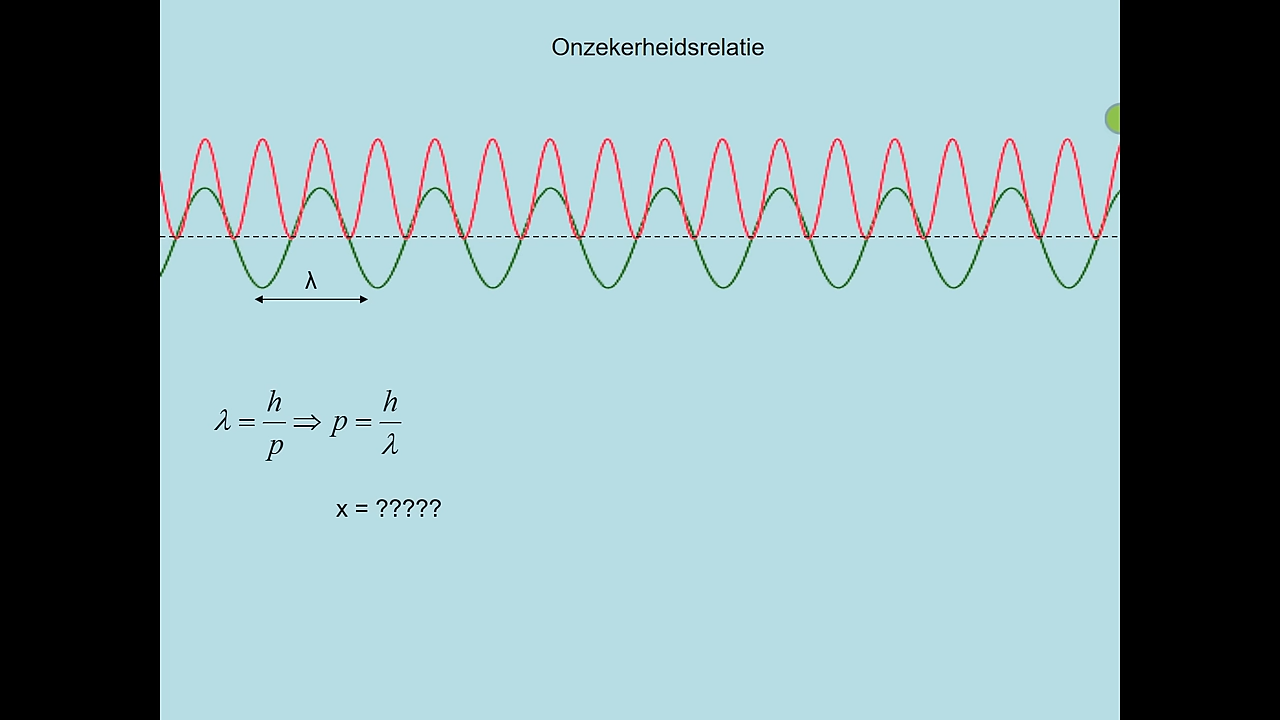 Onzekerheidsrelatie
λ
λ = h/p ⇒ p = h/λ
x = ?????